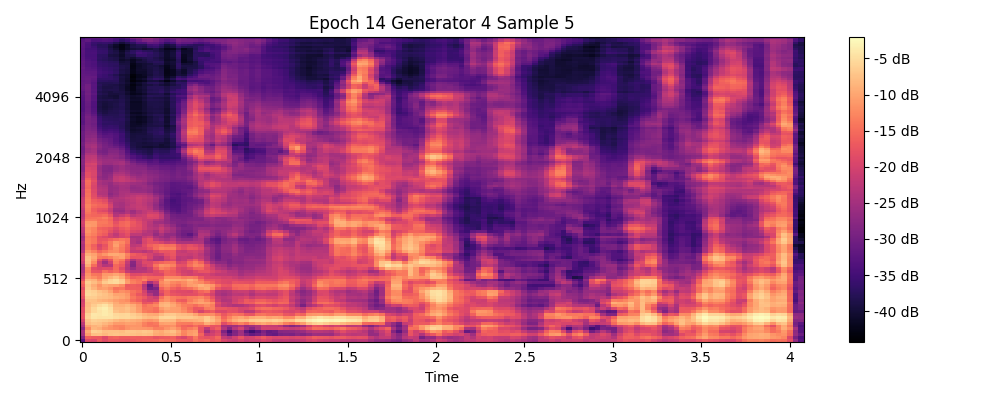 Epoch 14 Generator 4 Sample 5
Hz
4096
2048
1024
512
0
0 0.5 1 1.5 2 2.5 3 3.5 4
Time
-5 dB
-10 dB
-15 dB
-20 dB
-25 dB
-30 dB
-35 dB
-40 dB